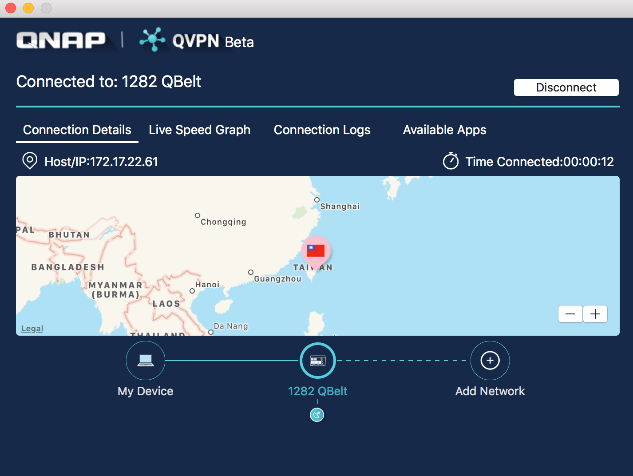 QNAP | QVPN Beta
Connected to: 1282 QBelt
Disconnect
Connection Details Live Speed Graph Connection Logs Available Apps
Host/IP:172.17.22.61 Time Connected:00:00:12
Shanghai
Chongqing
PAL BHUTAN
TAIWAN
BANGLADESH Guangzhou
MYANMAR
(BURMA) Hanoi
LAOS
Legal THAILAND Da Nang
My Device 1282 QBelt Add Network